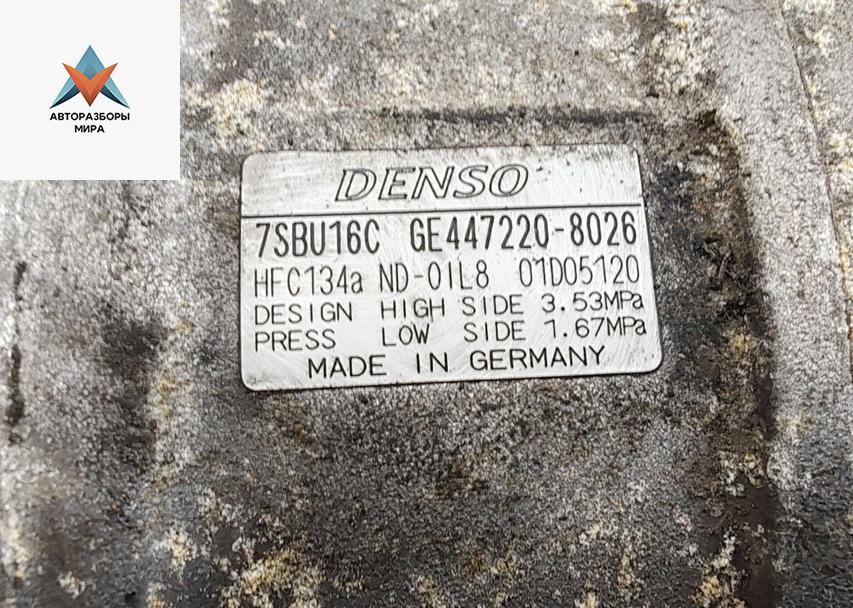 АВТОРАЗБОРЫ
МИРА
DENSO
7SBU16C GE447220-8026
HFC134a ND-OIL8 01D05120
DESIGN HIGH SIDE 3.53MPa
PRESS LOW SIDE 1.67MPa
MADE IN GERMANY